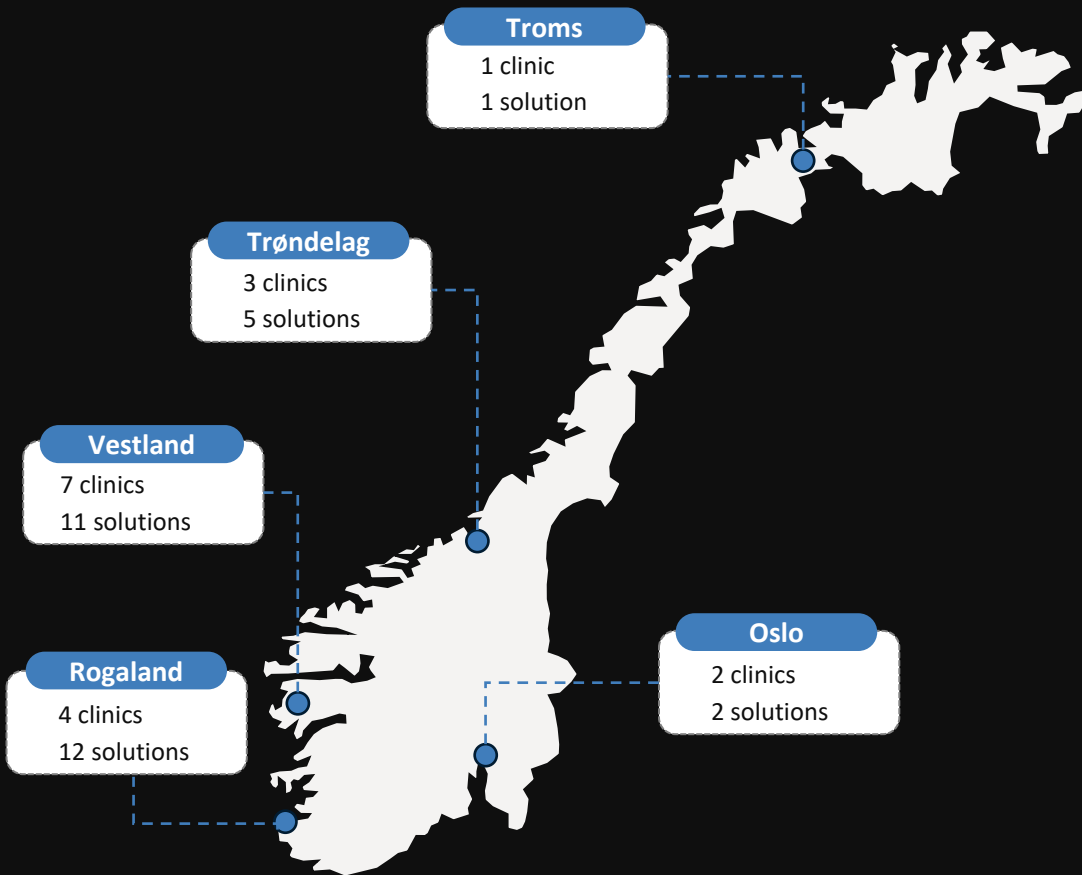 Troms
1 clinic
1 solution
Trøndelag
3 clinics
5 solutions
Vestland
7 clinics
11 solutions
Rogaland
4 clinics
12 solutions
Oslo
2 clinics
2 solutions